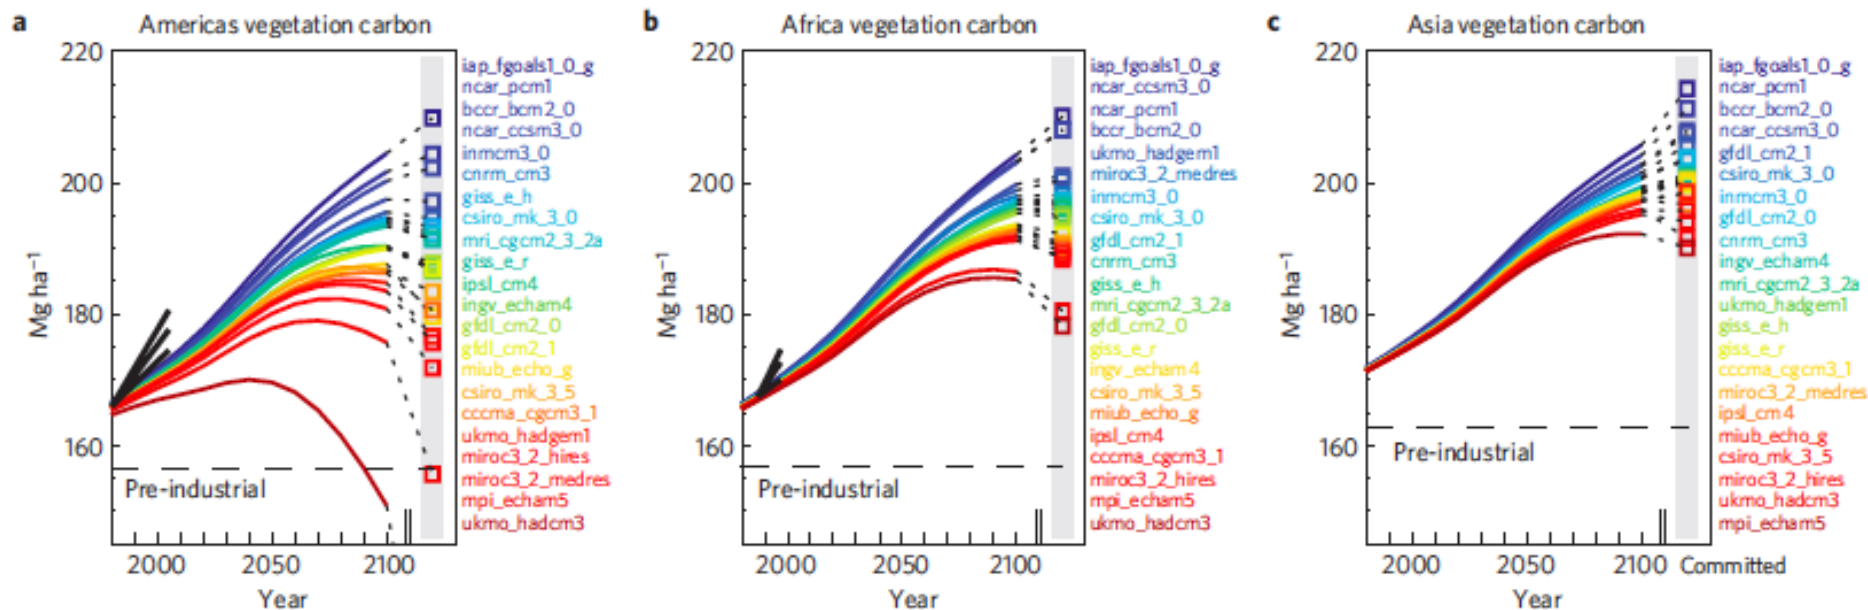 a Americas vegetation carbon
220
200
180
160
Mg ha⁻¹
Pre-industrial
2000 2050 2100
Year
iap_fgoals1_0_g
ncar_pcm1
bccr_bcm2_0
ncar_ccsm3_0
inmcm3_0
cnrm_cm3
giss_e_h
csiro_mk_3_0
mri_cgcm2_3_2a
giss_e_r
ipsl_cm4
ingv_echam4
gfdl_cm2_0
gfdl_cm2_1
miub_echo_g
csiro_mk_3_5
cccma_cgcm3_1
ukmo_hadgem1
miroc3_2_hires
miroc3_2_medres
mpi_echam5
ukmo_hadcm3
b Africa vegetation carbon
220
200
180
160
Mg ha⁻¹
Pre-industrial
2000 2050 2100
Year
iap_fgoals1_0_g
ncar_ccsm3_0
ncar_pcm1
bccr_bcm2_0
ukmo_hadgem1
miroc3_2_medres
inmcm3_0
csiro_mk_3_0
gfdl_cm2_1
cnrm_cm3
giss_e_h
mri_cgcm2_3_2a
gfdl_cm2_0
giss_e_r
ingv_echam4
csiro_mk_3_5
miub_echo_g
ipsl_cm4
cccma_cgcm3_1
miroc3_2_hires
mpi_echam5
ukmo_hadcm3
c Asia vegetation carbon
220
200
180
160
Mg ha⁻¹
Pre-industrial
2000 2050 2100 Committed
Year
iap_fgoals1_0_g
ncar_pcm1
bccr_bcm2_0
ncar_ccsm3_0
gfdl_cm2_1
csiro_mk_3_0
inmcm3_0
gfdl_cm2_0
cnrm_cm3
ingv_echam4
mri_cgcm2_3_2a
ukmo_hadgem1
giss_e_h
giss_e_r
cccma_cgcm3_1
miroc3_2_medres
ipsl_cm4
miub_echo_g
csiro_mk_3_5
miroc3_2_hires
ukmo_hadcm3
mpi_echam5